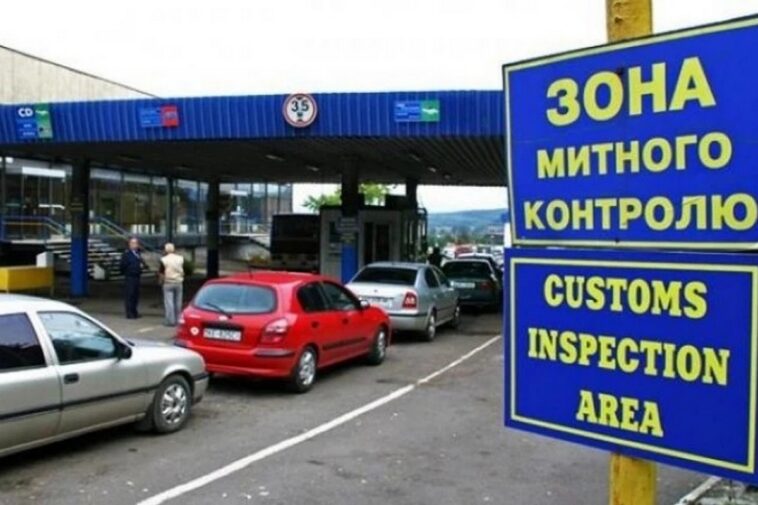 CD
3,5
ЗОНА
МИТНОГО
КОНТРОЛЮ
CUSTOMS
INSPECTION
AREA